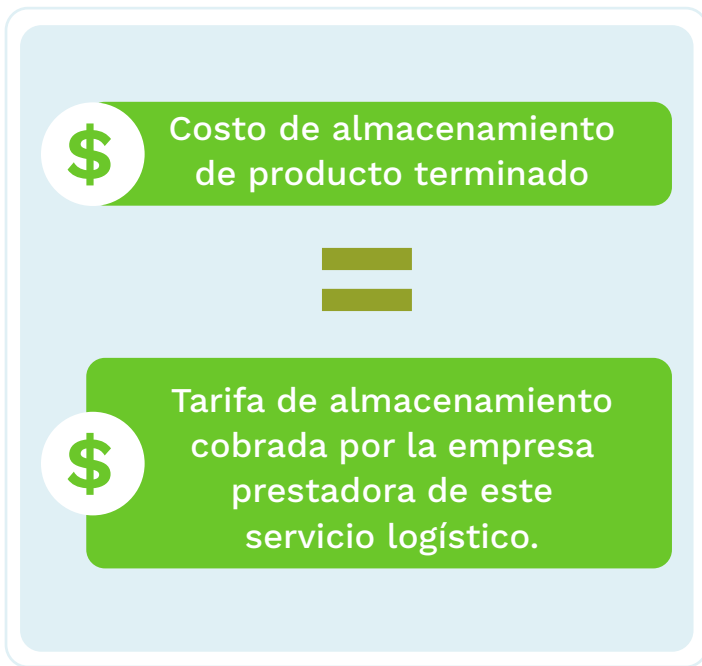 $
Costo de almacenamiento
de producto terminado
=
$
Tarifa de almacenamiento
cobrada por la empresa
prestadora de este
servicio logístico.